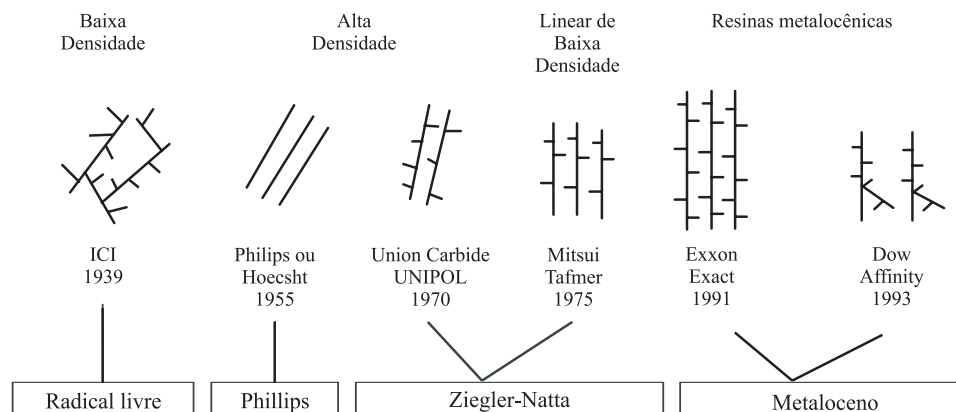 Baixa
Densidade
Alta
Densidade
Linear de
Baixa
Densidade
Resinas metalocênicas
ICI
1939
Philips ou
Hoecsht
1955
Union Carbide
UNIPOL
1970
Mitsui
Tafmer
1975
Exxon
Exact
1991
Dow
Affinity
1993
Radical livre
Phillips
Ziegler-Natta
Metaloceno